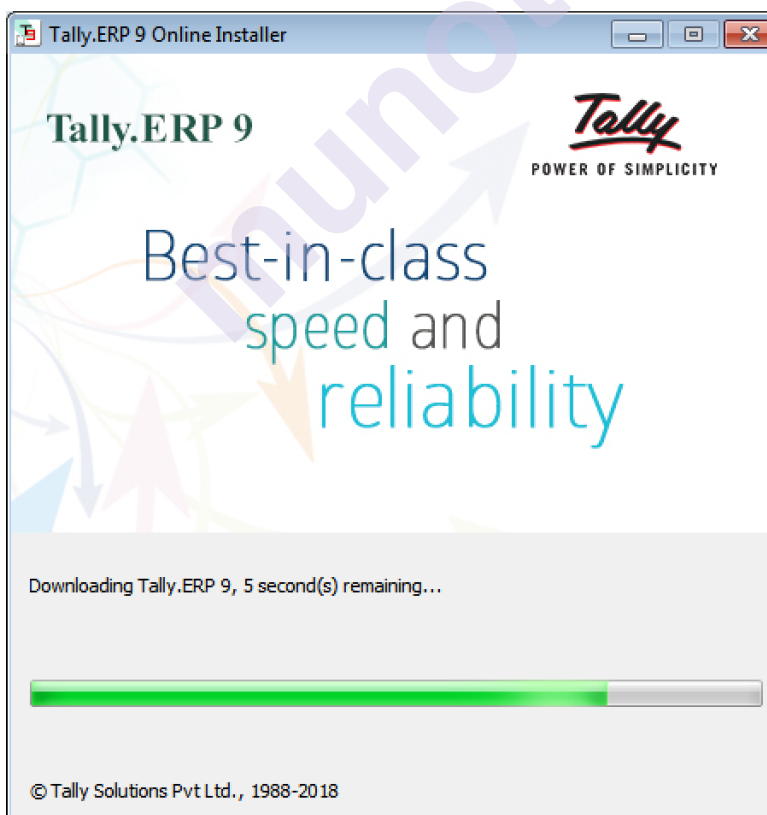 Tally.ERP 9 Online Installer
Tally.ERP 9
Tally
POWER OF SIMPLICITY
Best-in-class
speed and
reliability
Downloading Tally.ERP 9, 5 second(s) remaining...
© Tally Solutions Pvt Ltd., 1988-2018
muno